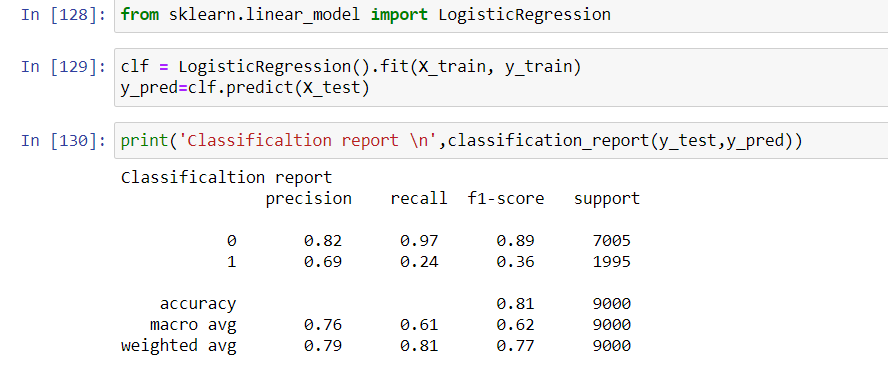 In [128]: from sklearn.linear_model import LogisticRegression
In [129]: clf = LogisticRegression().fit(X_train, y_train)
y_pred=clf.predict(X_test)
In [130]: print('Classificaltion report \n',classification_report(y_test,y_pred))
Classificaltion report
precision recall f1-score support
0 0.82 0.97 0.89 7005
1 0.69 0.24 0.36 1995
accuracy 0.81 9000
macro avg 0.76 0.61 0.62 9000
weighted avg 0.79 0.81 0.77 9000